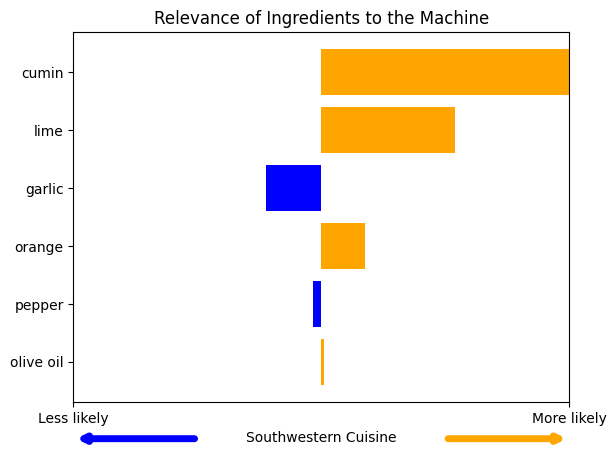 Relevance of Ingredients to the Machine
cumin
lime
garlic
orange
pepper
olive oil
Less likely
More likely
Southwestern Cuisine